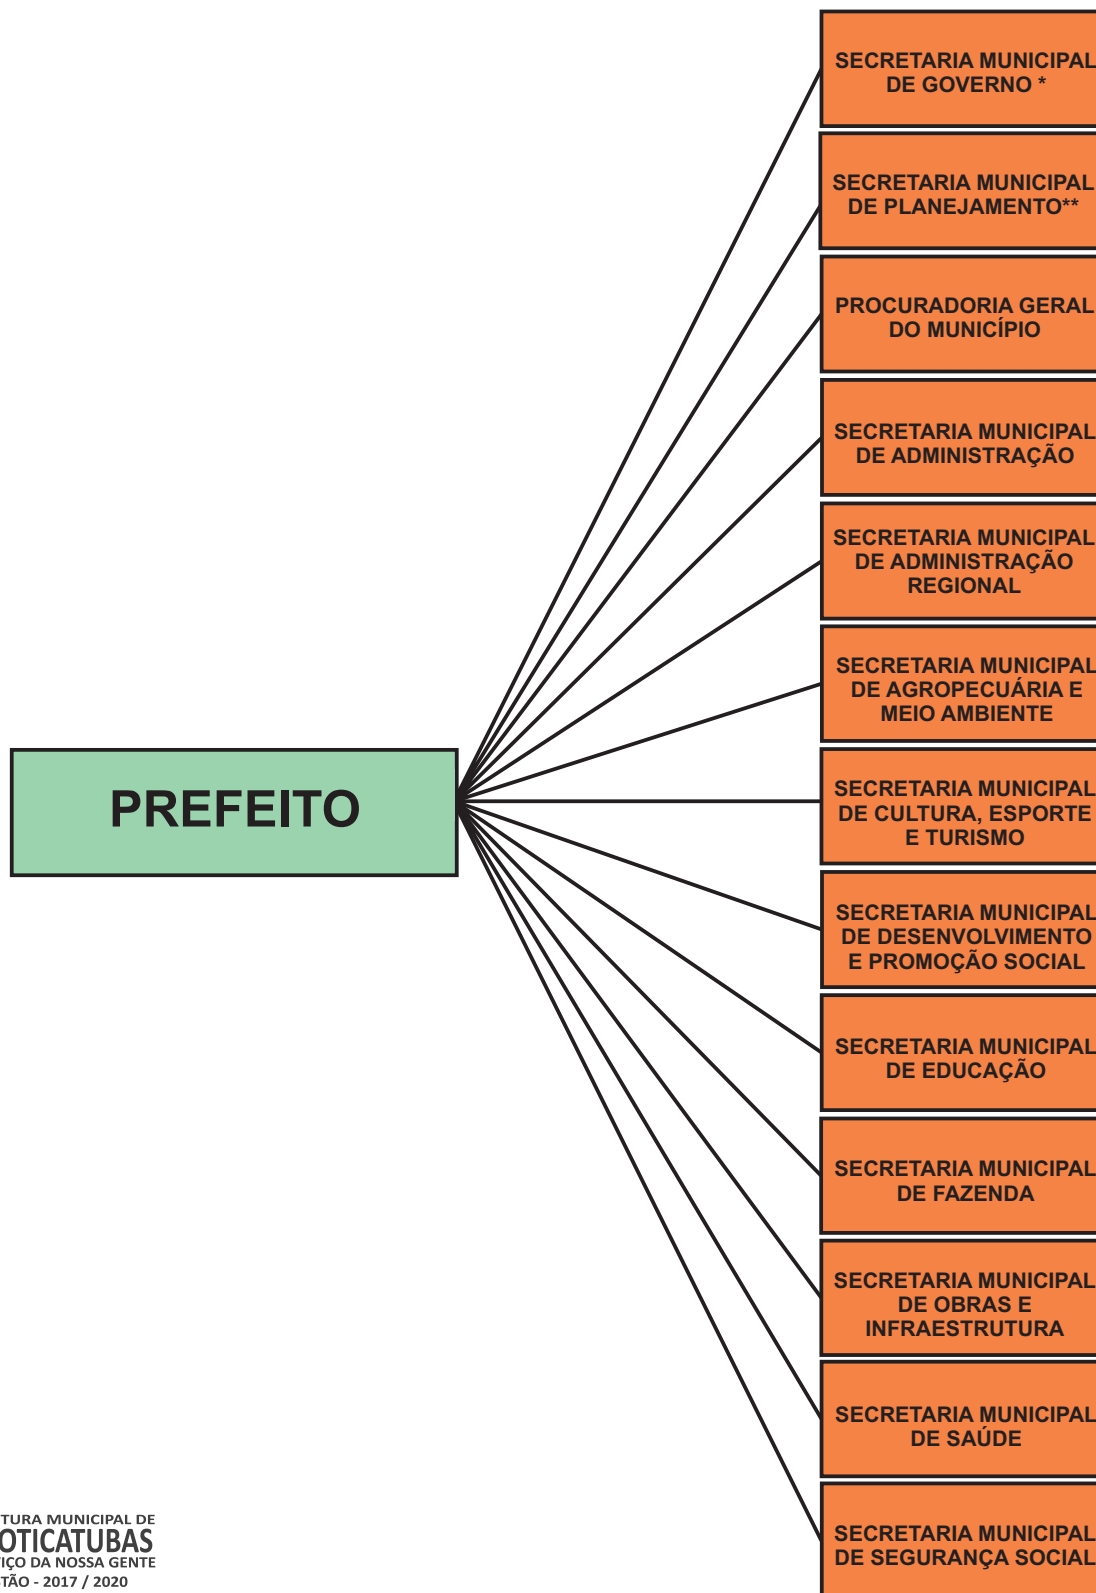 SECRETARIA MUNICIPAL
DE GOVERNO *
SECRETARIA MUNICIPAL
DE PLANEJAMENTO**
PROCURADORIA GERAL
DO MUNICÍPIO
SECRETARIA MUNICIPAL
DE ADMINISTRAÇÃO
SECRETARIA MUNICIPAL
DE ADMINISTRAÇÃO
REGIONAL
SECRETARIA MUNICIPAL
DE AGROPECUÁRIA E
MEIO AMBIENTE
PREFEITO
SECRETARIA MUNICIPAL
DE CULTURA, ESPORTE
E TURISMO
SECRETARIA MUNICIPAL
DE DESENVOLVIMENTO
E PROMOÇÃO SOCIAL
SECRETARIA MUNICIPAL
DE EDUCAÇÃO
SECRETARIA MUNICIPAL
DE FAZENDA
SECRETARIA MUNICIPAL
DE OBRAS E
INFRAESTRUTURA
SECRETARIA MUNICIPAL
DE SAÚDE
SECRETARIA MUNICIPAL
DE SEGURANÇA SOCIAL
TURA MUNICIPAL DE
OTICATUBAS
IÇO DA NOSSA GENTE
TÃO - 2017 / 2020